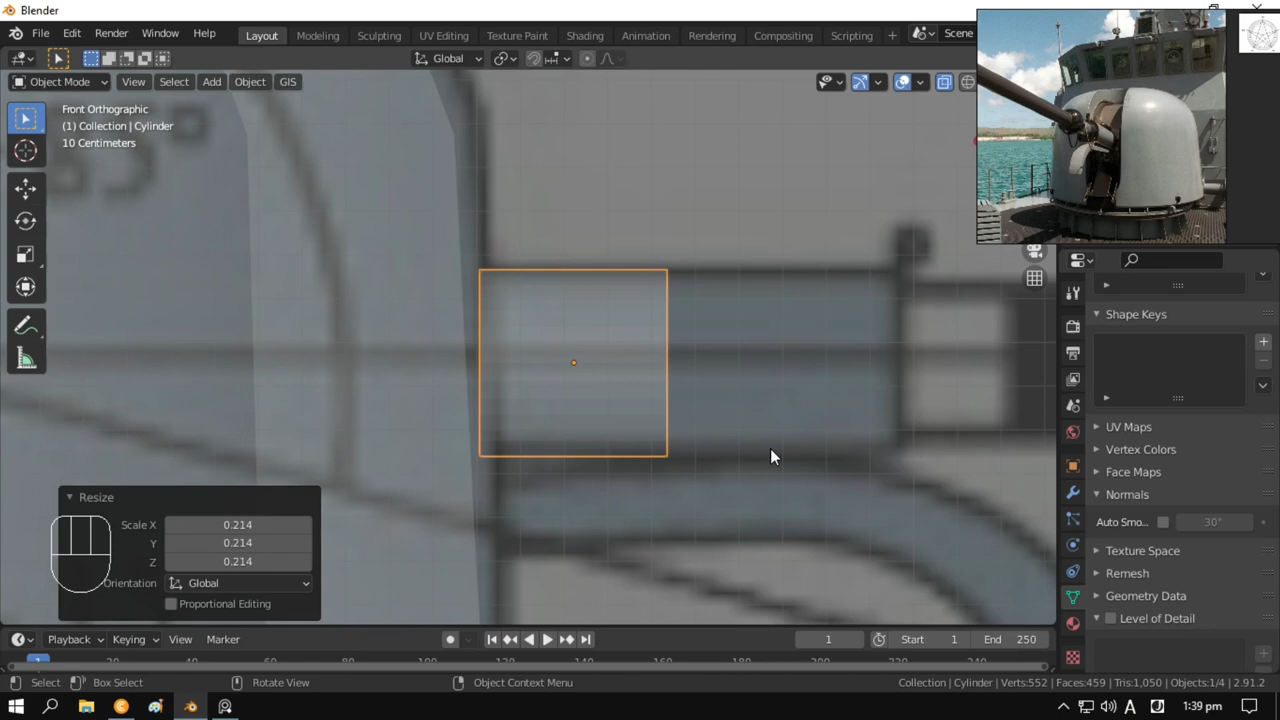 Blender
File Edit Render Window Help
Layout Modeling Sculpting UV Editing Texture Paint Shading Animation Rendering Compositing Scripting + Scene
Global
Object Mode View Select Add Object GIS
Front Orthographic
(1) Collection | Cylinder
10 Centimeters
Shape Keys
UV Maps
Vertex Colors
Face Maps
Normals
Auto Smo... 30°
Texture Space
Remesh
Geometry Data
Level of Detail
Resize
Scale X 0.214
Y 0.214
Z 0.214
Orientation Global
Proportional Editing
Playback Keying View Marker 1 Start 1 End 250
1
Select Box Select Rotate View Object Context Menu Collection | Cylinder | Verts:552 | Faces:459 | Tris:1,050 | Objects:1/4 | 2.91.2
A 1:39 pm